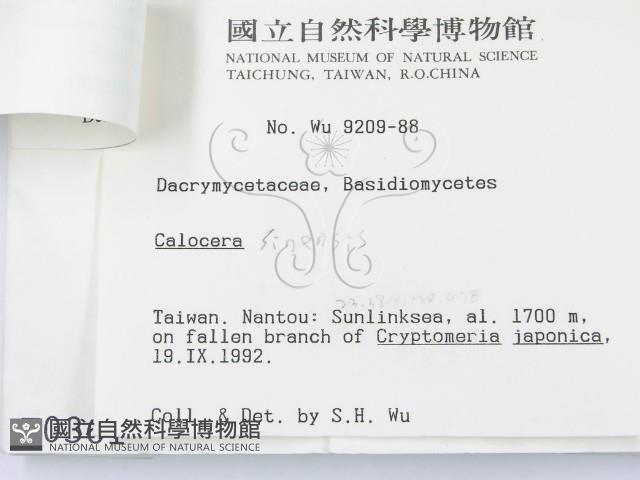 國立自然科學博物館
NATIONAL MUSEUM OF NATURAL SCIENCE
TAICHUNG, TAIWAN, R.O.CHINA
No. Wu 9209-88
Dacrymycetaceae, Basidiomycetes
Calocera sinensis
Taiwan. Nantou: Sunlinksea, al. 1700 m,
on fallen branch of Cryptomeria japonica,
19.IX.1992.
Coll. & Det. by S.H. Wu
國立自然科學博物館
NATIONAL MUSEUM OF NATURAL SCIENCE